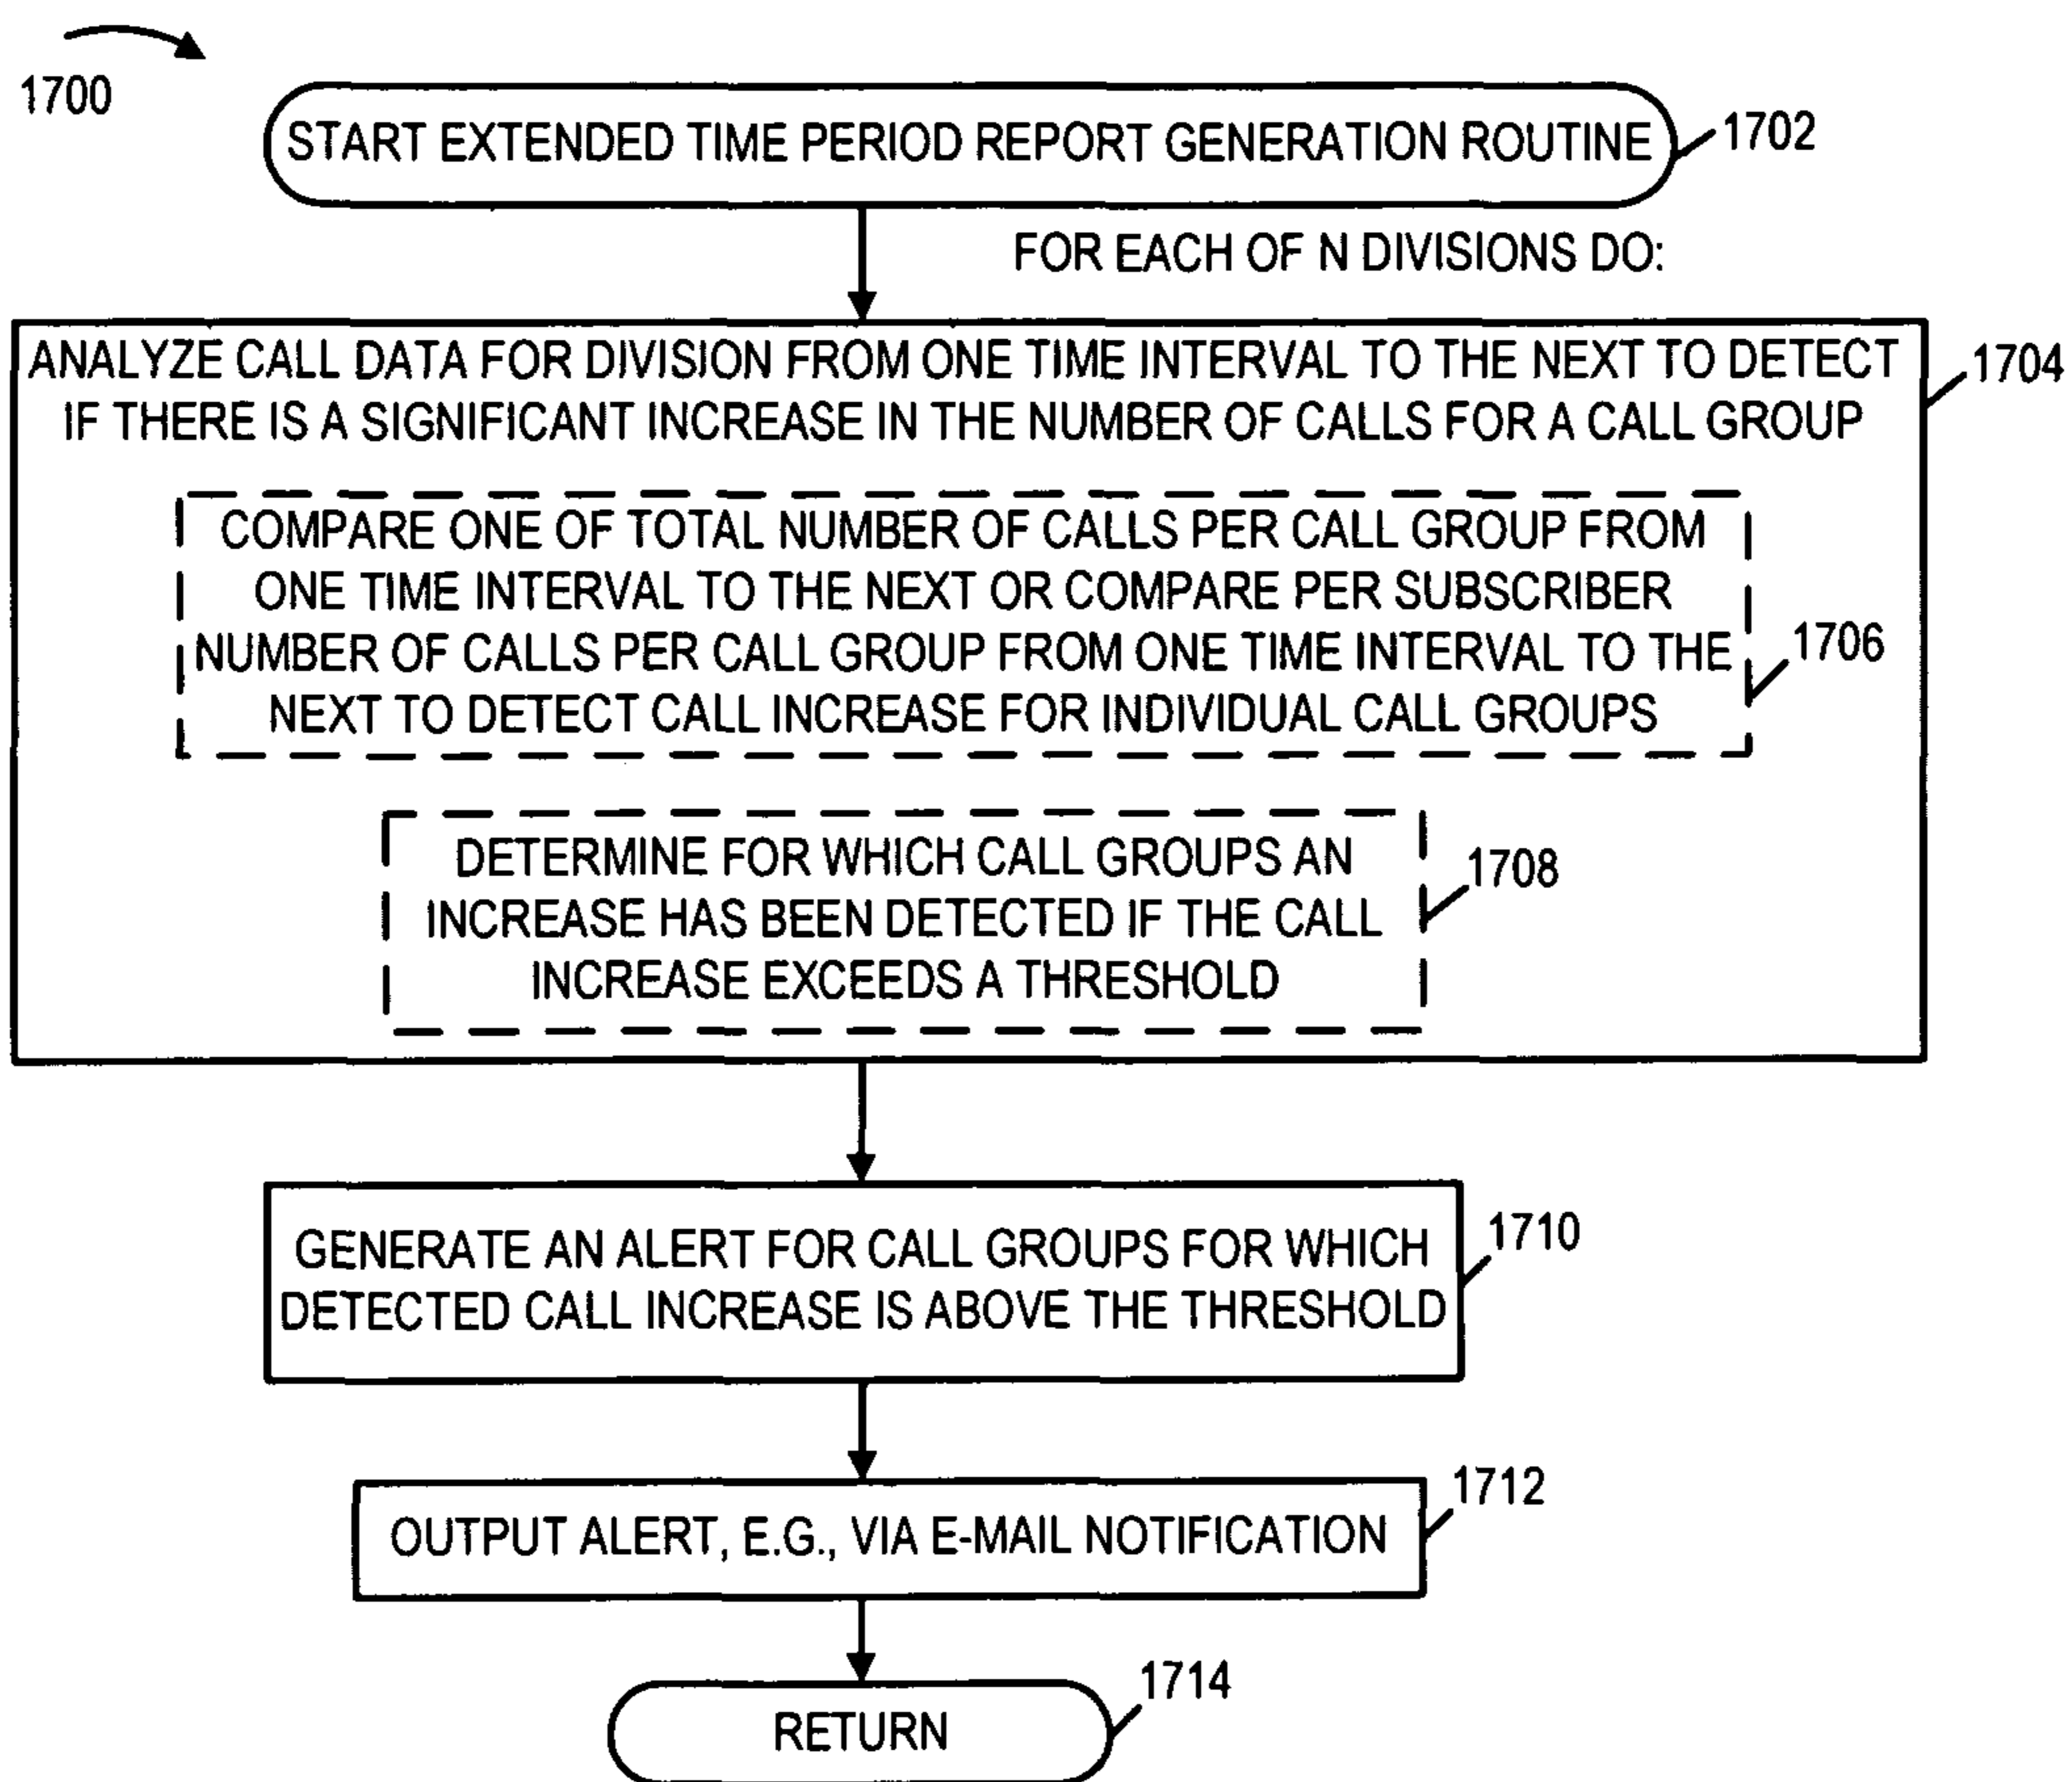 1700
START EXTENDED TIME PERIOD REPORT GENERATION ROUTINE
1702
FOR EACH OF N DIVISIONS DO:
ANALYZE CALL DATA FOR DIVISION FROM ONE TIME INTERVAL TO THE NEXT TO DETECT
IF THERE IS A SIGNIFICANT INCREASE IN THE NUMBER OF CALLS FOR A CALL GROUP
1704
COMPARE ONE OF TOTAL NUMBER OF CALLS PER CALL GROUP FROM
ONE TIME INTERVAL TO THE NEXT OR COMPARE PER SUBSCRIBER
NUMBER OF CALLS PER CALL GROUP FROM ONE TIME INTERVAL TO THE
NEXT TO DETECT CALL INCREASE FOR INDIVIDUAL CALL GROUPS
1706
DETERMINE FOR WHICH CALL GROUPS AN
INCREASE HAS BEEN DETECTED IF THE CALL
INCREASE EXCEEDS A THRESHOLD
1708
GENERATE AN ALERT FOR CALL GROUPS FOR WHICH
DETECTED CALL INCREASE IS ABOVE THE THRESHOLD
1710
OUTPUT ALERT, E.G., VIA E-MAIL NOTIFICATION
1712
RETURN
1714